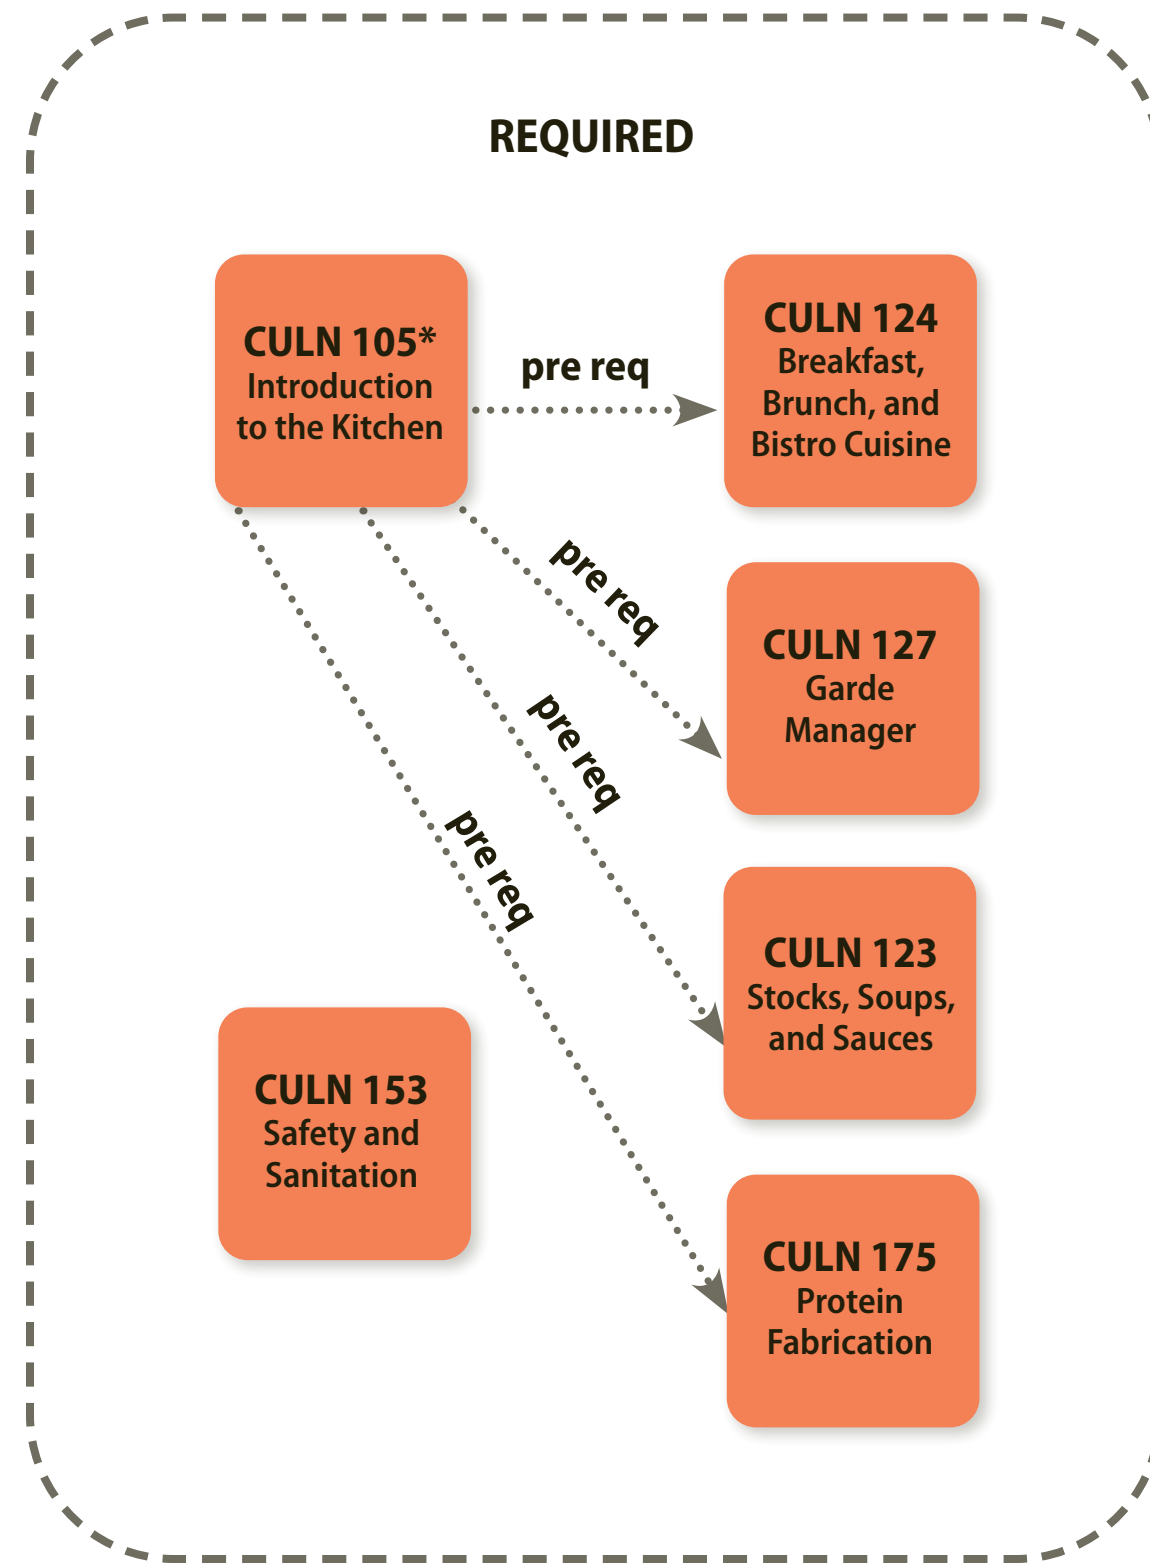 REQUIRED
CULN 105*
Introduction
to the Kitchen
pre req
CULN 124
Breakfast,
Brunch, and
Bistro Cuisine
pre req
CULN 127
Garde
Manager
pre req
CULN 123
Stocks, Soups,
and Sauces
pre req
CULN 153
Safety and
Sanitation
CULN 175
Protein
Fabrication